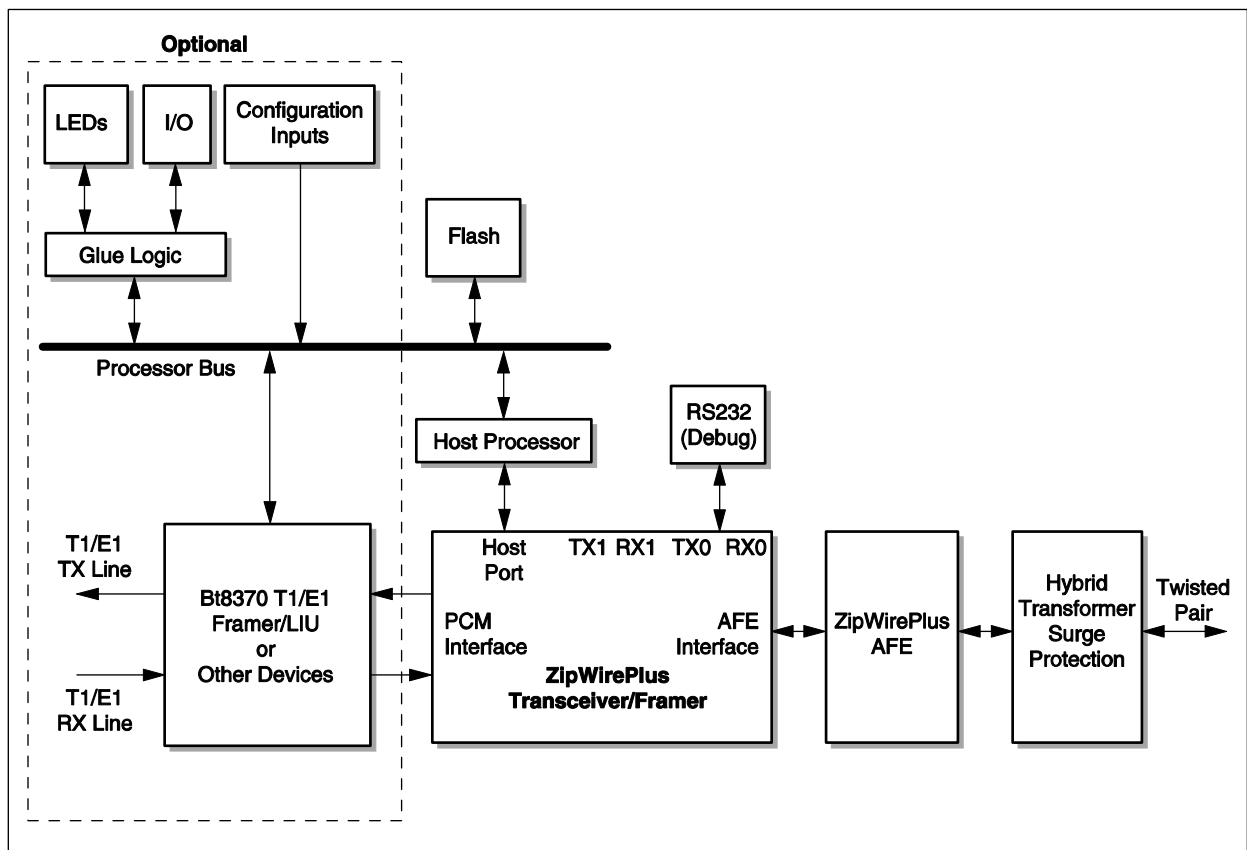 Optional
LEDs
I/O
Configuration
Inputs
Glue Logic
Flash
Processor Bus
RS232
(Debug)
Host Processor
T1/E1
TX Line
Bt8370 T1/E1
Framer/LIU
or
Other Devices
T1/E1
RX Line
Host
Port
TX1 RX1 TX0 RX0
PCM
Interface
AFE
Interface
ZipWirePlus
Transceiver/Framer
ZipWirePlus
AFE
Hybrid
Transformer
Surge
Protection
Twisted
Pair